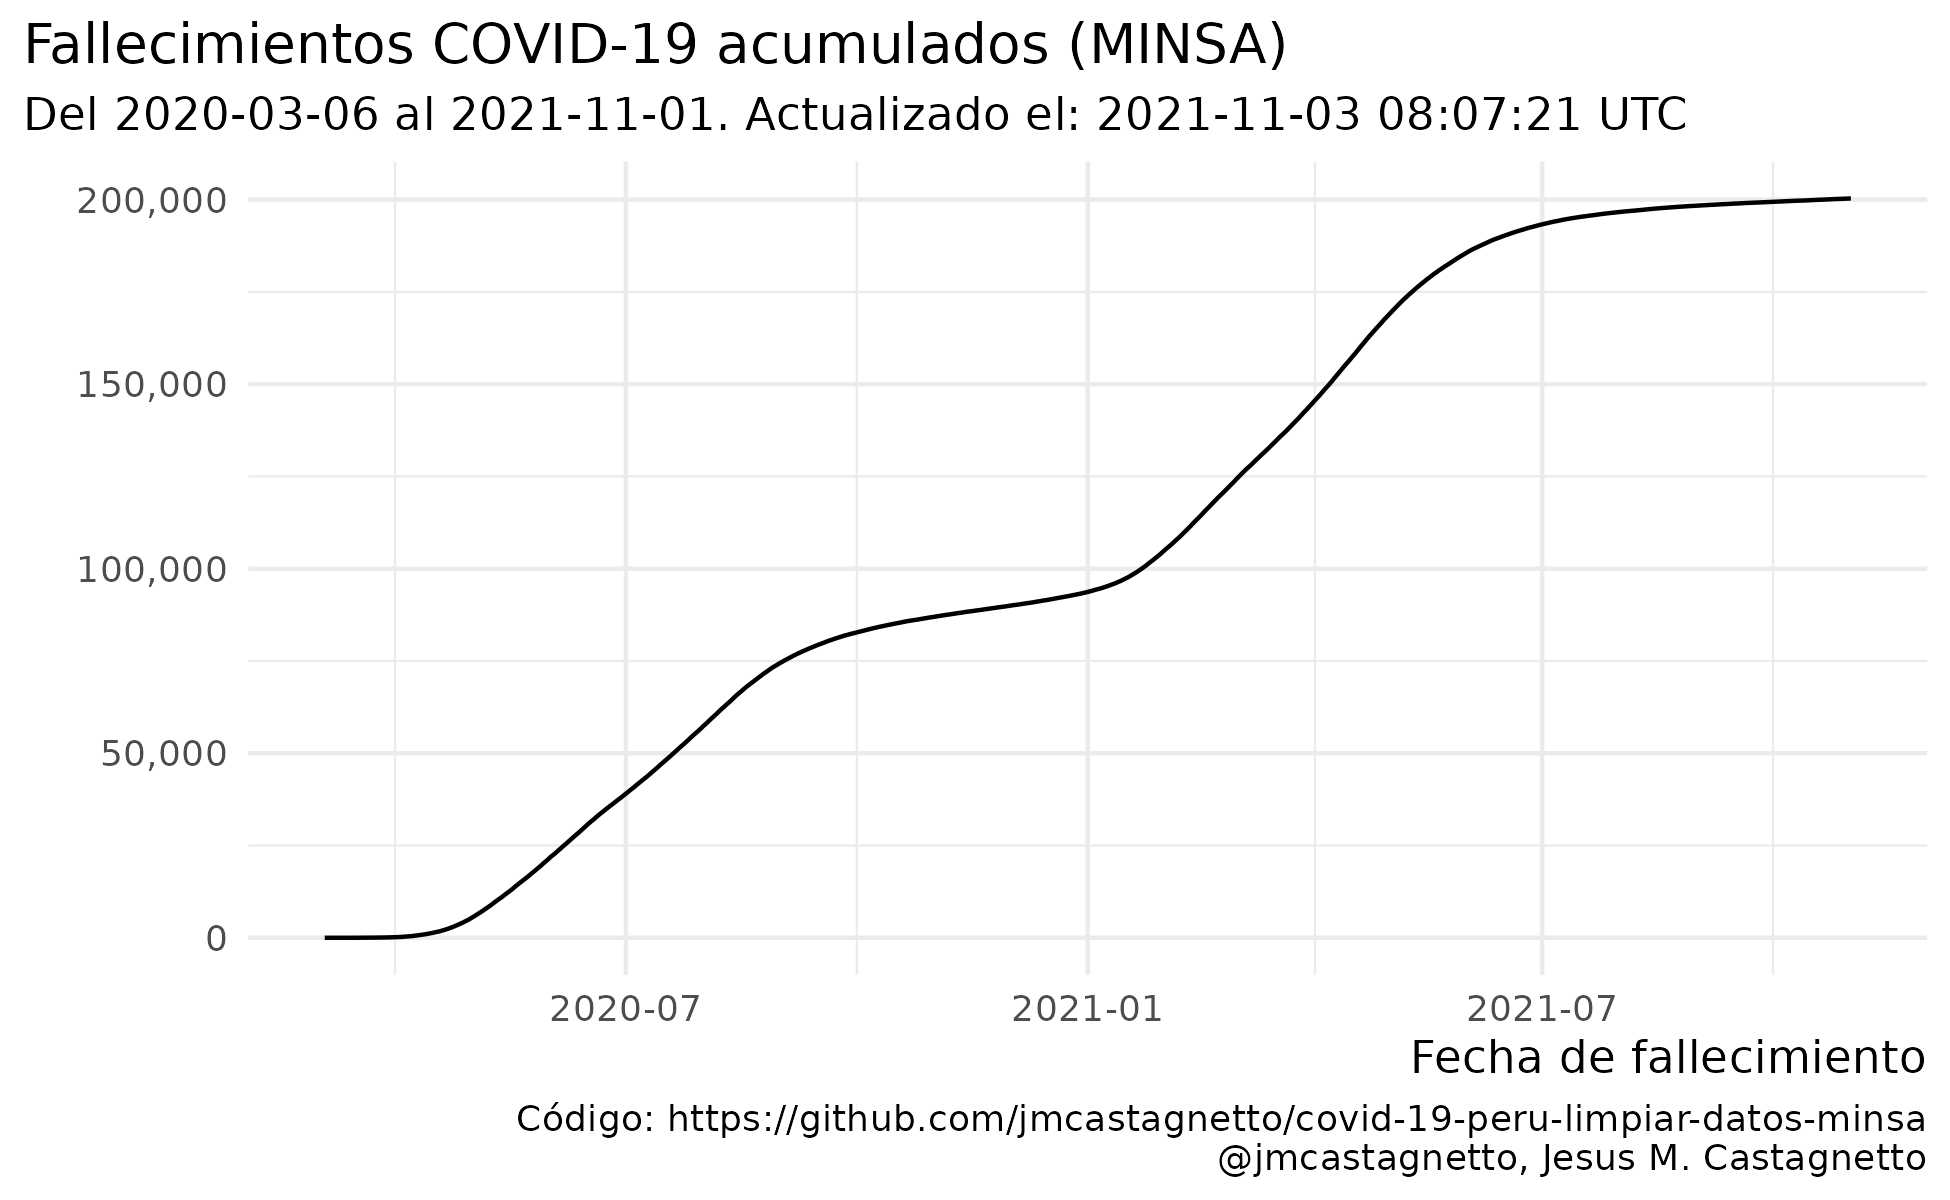 Fallecimientos COVID-19 acumulados (MINSA)
Del 2020-03-06 al 2021-11-01. Actualizado el: 2021-11-03 08:07:21 UTC
200,000
150,000
100,000
50,000
0
2020-07
2021-01
2021-07
Fecha de fallecimiento
Código: https://github.com/jmcastagnetto/covid-19-peru-limpiar-datos-minsa
@jmcastagnetto, Jesus M. Castagnetto